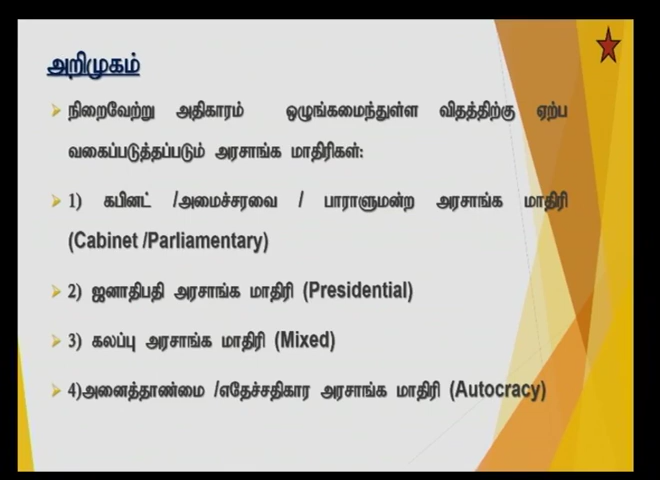 அறிமுகம்
நிறைவேற்று அதிகாரம் ஒழுங்கமைந்துள்ள விதத்திற்கு ஏற்ப
வகைப்படுத்தப்படும் அரசாங்க மாதிரிகள்:
1) கபினட் /அமைச்சரவை / பாராளுமன்ற அரசாங்க மாதிரி
(Cabinet /Parliamentary)
2) ஜனாதிபதி அரசாங்க மாதிரி (Presidential)
3) கலப்பு அரசாங்க மாதிரி (Mixed)
4)அனைத்தாண்மை /எதேச்சதிகார அரசாங்க மாதிரி (Autocracy)